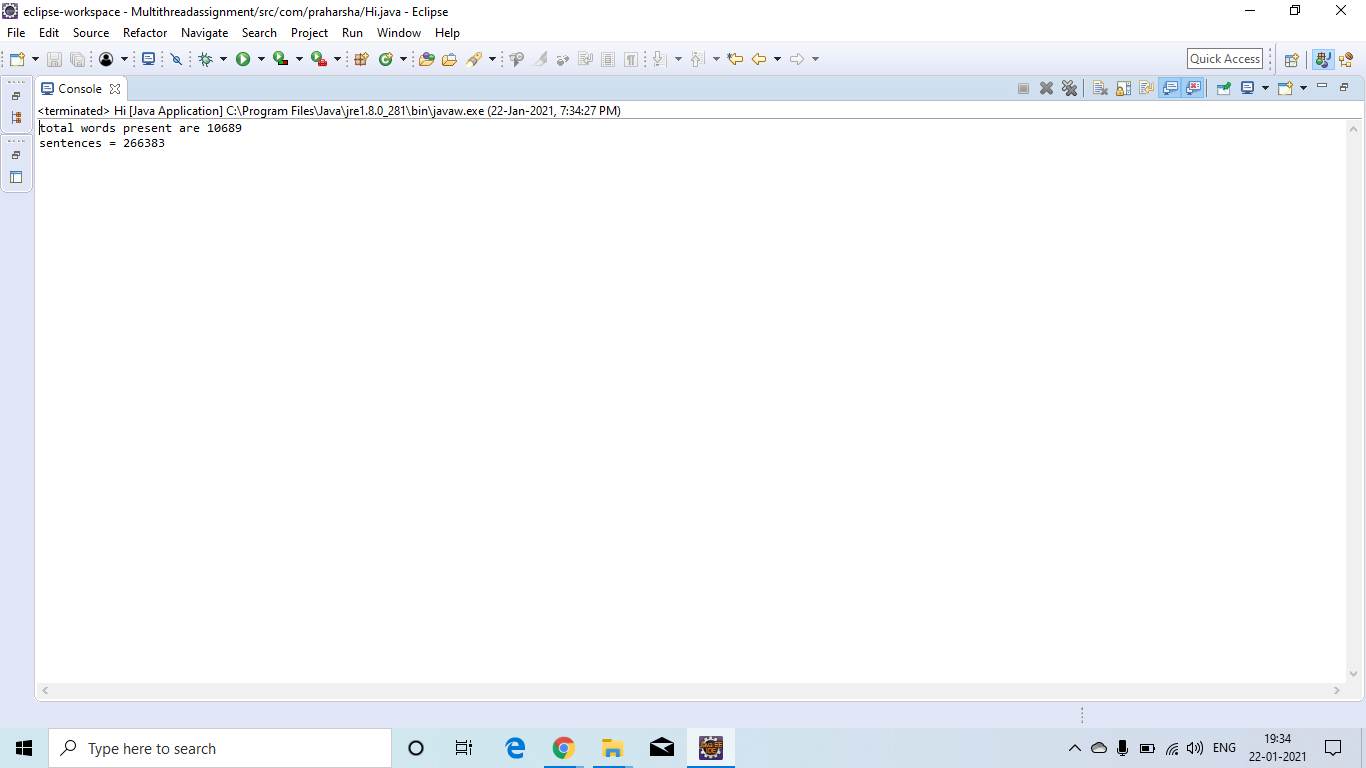 eclipse-workspace - Multithreadassignment/src/com/praharsha/Hi.java - Eclipse
File Edit Source Refactor Navigate Search Project Run Window Help
Quick Access
Console
<terminated> Hi [Java Application] C:\Program Files\Java\jre1.8.0_281\bin\javaw.exe (22-Jan-2021, 7:34:27 PM)
total words present are 10689
sentences = 266383
Type here to search
ENG
19:34
22-01-2021